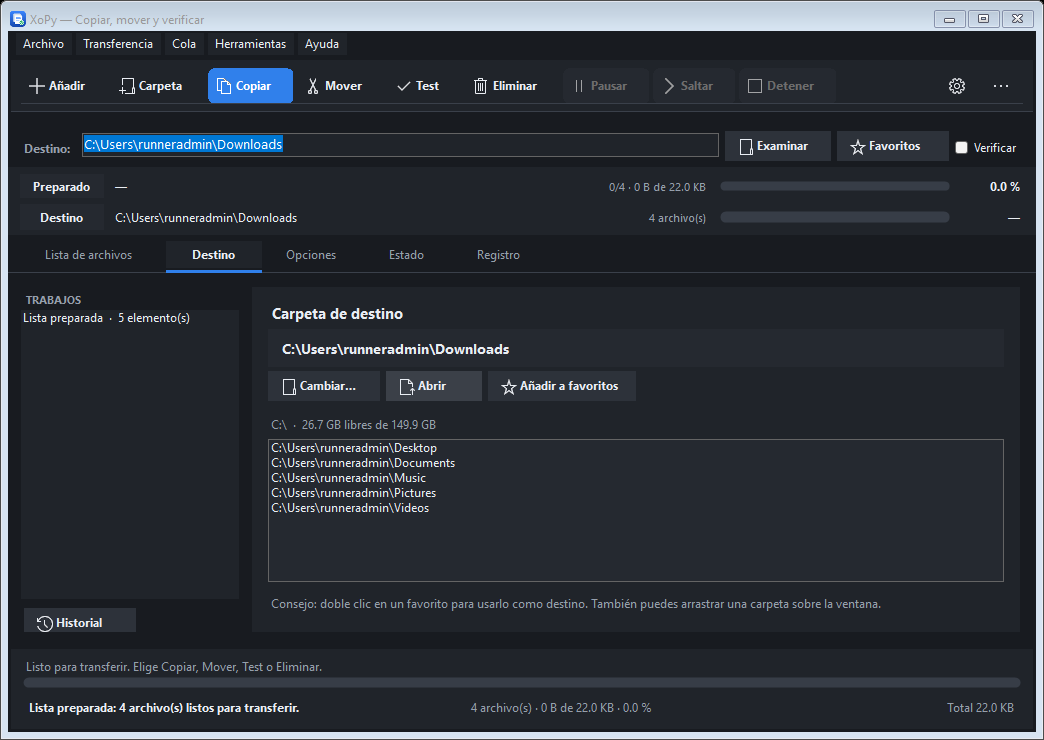 XoPy — Copiar, mover y verificar
Archivo Transferencia Cola Herramientas Ayuda
Añadir Carpeta Copiar Mover Test Eliminar Pausar Saltar Detener ...
Destino: C:\Users\runneradmin\Downloads Examinar Favoritos Verificar
Preparado — 0/4 · 0 B de 22.0 KB 0.0 %
Destino C:\Users\runneradmin\Downloads 4 archivo(s) —
Lista de archivos Destino Opciones Estado Registro
TRABAJOS
Lista preparada · 5 elemento(s)
Carpeta de destino
C:\Users\runneradmin\Downloads
Cambiar... Abrir Añadir a favoritos
C:\ · 26.7 GB libres de 149.9 GB
C:\Users\runneradmin\Desktop
C:\Users\runneradmin\Documents
C:\Users\runneradmin\Music
C:\Users\runneradmin\Pictures
C:\Users\runneradmin\Videos
Consejo: doble clic en un favorito para usarlo como destino. También puedes arrastrar una carpeta sobre la ventana.
Historial
Listo para transferir. Elige Copiar, Mover, Test o Eliminar.
Lista preparada: 4 archivo(s) listos para transferir. 4 archivo(s) · 0 B de 22.0 KB · 0.0 % Total 22.0 KB